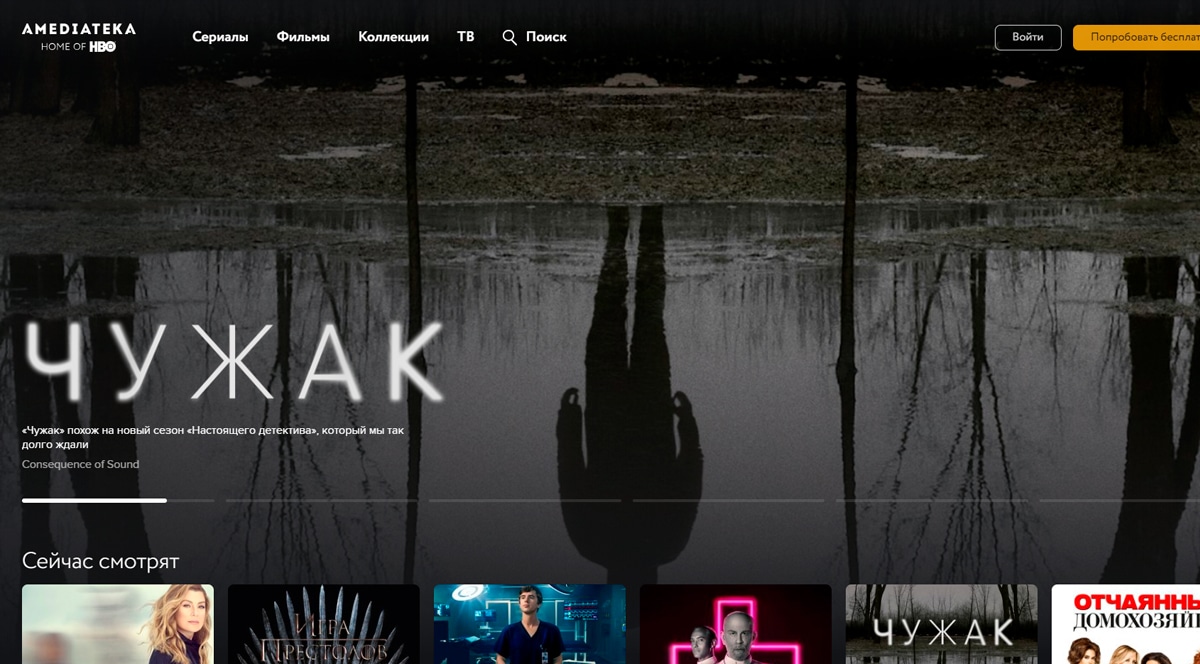 AMEDIATEKA
HOME OF HBO
Сериалы Фильмы Коллекции ТВ Поиск Войти Попробовать бесплат
ЧУЖАК
«Чужак» похож на новый сезон «Настоящего детектива», который мы так
долго ждали
Consequence of Sound
Сейчас смотрят
ИГРА
ПРЕСТОЛОВ
ЧУЖАК
ОТЧАЯННЫ
ДОМОХОЗЯЙ